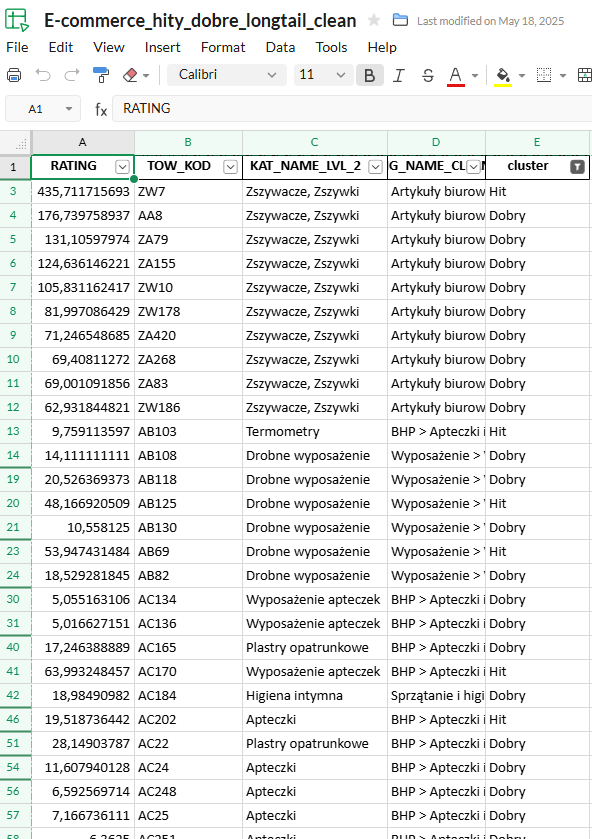 E-commerce_hity_dobre_longtail_clean Last modified on May 18, 2025
File Edit View Insert Format Data Tools Help
Calibri 11 B I S A
A1 fx RATING
A B C D E
1 RATING TOW_KOD KAT_NAME_LVL_2 G_NAME_CL cluster
3 435,711715693 ZW7 Zszywacze, Zszywki Artykuły biurow Hit
4 176,739758937 AA8 Zszywacze, Zszywki Artykuły biurow Dobry
5 131,10597974 ZA79 Zszywacze, Zszywki Artykuły biurow Dobry
6 124,636146221 ZA155 Zszywacze, Zszywki Artykuły biurow Dobry
7 105,831162417 ZW10 Zszywacze, Zszywki Artykuły biurow Dobry
8 81,997086429 ZW178 Zszywacze, Zszywki Artykuły biurow Dobry
9 71,246548685 ZA420 Zszywacze, Zszywki Artykuły biurow Dobry
10 69,40811272 ZA268 Zszywacze, Zszywki Artykuły biurow Dobry
11 69,001091856 ZA83 Zszywacze, Zszywki Artykuły biurow Dobry
12 62,931844821 ZW186 Zszywacze, Zszywki Artykuły biurow Dobry
13 9,759113597 AB103 Termometry BHP > Apteczki i Hit
14 14,111111111 AB108 Drobne wyposażenie Wyposażenie > Dobry
19 20,526369373 AB118 Drobne wyposażenie Wyposażenie > Dobry
20 48,166920509 AB125 Drobne wyposażenie Wyposażenie > Hit
21 10,558125 AB130 Drobne wyposażenie Wyposażenie > Dobry
23 53,947431484 AB69 Drobne wyposażenie Wyposażenie > Hit
24 18,529281845 AB82 Drobne wyposażenie Wyposażenie > Dobry
30 5,055163106 AC134 Wyposażenie apteczek BHP > Apteczki i Dobry
31 5,016627151 AC136 Wyposażenie apteczek BHP > Apteczki i Dobry
40 17,246388889 AC165 Plastry opatrunkowe BHP > Apteczki i Dobry
41 63,993248457 AC170 Wyposażenie apteczek BHP > Apteczki i Hit
42 18,98490982 AC184 Higiena intymna Sprzątanie i higi Dobry
46 19,518736442 AC202 Apteczki BHP > Apteczki i Hit
51 28,14903787 AC22 Plastry opatrunkowe BHP > Apteczki i Dobry
54 11,607940128 AC24 Apteczki BHP > Apteczki i Dobry
56 6,592569714 AC248 Apteczki BHP > Apteczki i Dobry
57 7,166736111 AC25 Apteczki BHP > Apteczki i Dobry
58 6,2625 AC251 Apteczki BHP > Apteczki i Dobry